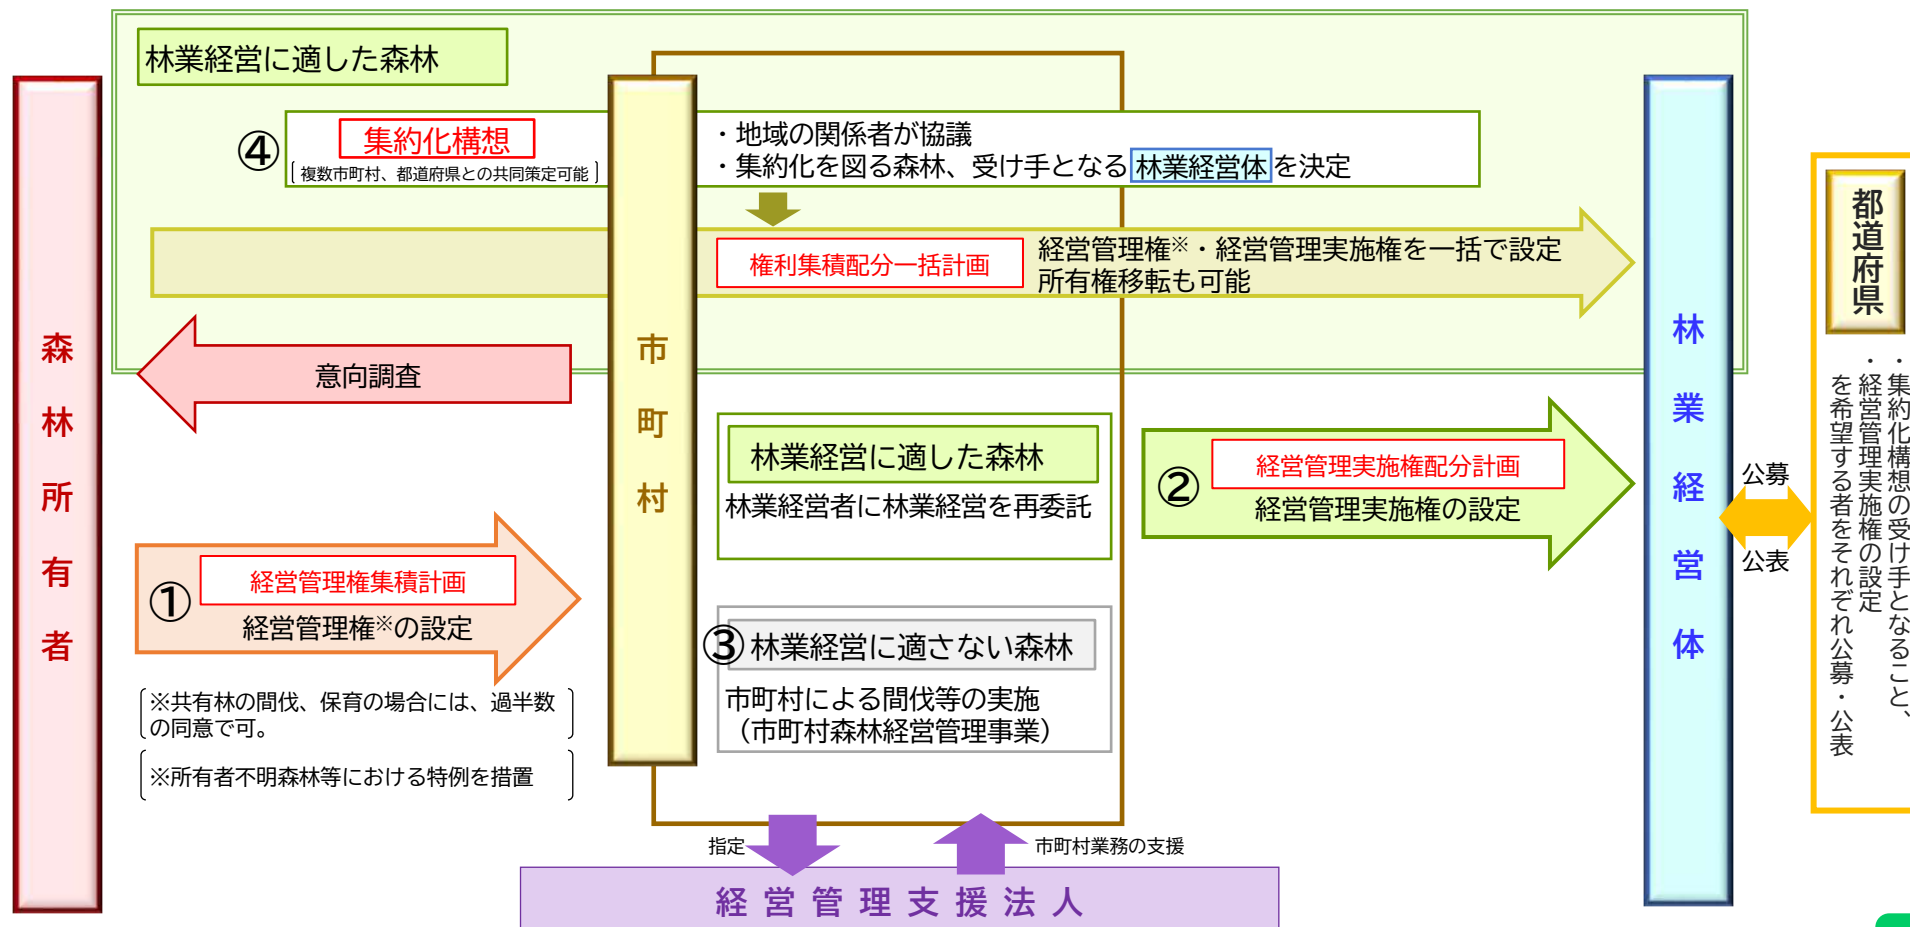 林業経営に適した森林
④
集約化構想
複数市町村、都道府県との共同策定可能
・地域の関係者が協議
・集約化を図る森林、受け手となる林業経営体を決定
権利集積配分一括計画
経営管理権※・経営管理実施権を一括で設定
所有権移転も可能
森林所有者
市町村
林業経営体
都道府県
・集約化構想の受け手となること、
・経営管理実施権の設定
を希望する者をそれぞれ公募・公表
意向調査
林業経営に適した森林
林業経営者に林業経営を再委託
②
経営管理実施権配分計画
経営管理実施権の設定
公募
公表
①
経営管理権集積計画
経営管理権※の設定
※共有林の間伐、保育の場合には、過半数
の同意で可。
※所有者不明森林等における特例を措置
③
林業経営に適さない森林
市町村による間伐等の実施
（市町村森林経営管理事業）
指定
市町村業務の支援
経営管理支援法人